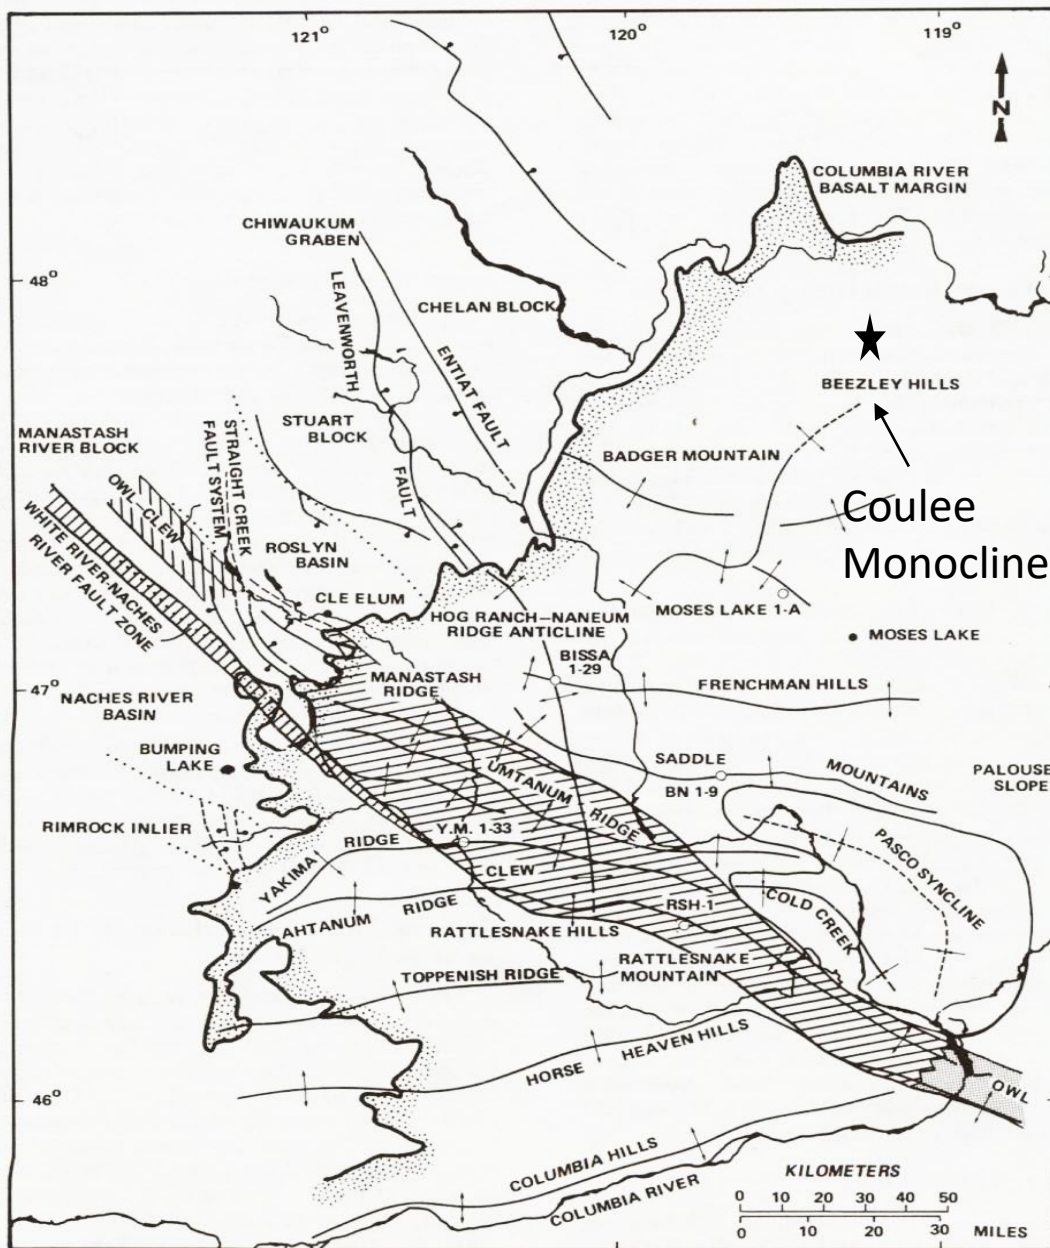 121°
120°
119°
N
COLUMBIA RIVER
BASALT MARGIN
CHIWAUKUM
GRABEN
48°
LEAVENWORTH
FAULT
CHELAN BLOCK
ENTIAT FAULT
BEEZLEY HILLS
STUART
BLOCK
MANASTASH
RIVER BLOCK
STRAIGHT CREEK
FAULT SYSTEM
BADGER MOUNTAIN
OWL-CLEW
Coulee
Monocline
WHITE RIVER-NACHES
RIVER FAULT ZONE
ROSLYN
BASIN
CLE ELUM
HOG RANCH-NANEUM
RIDGE ANTICLINE
MOSES LAKE 1-A
MOSES LAKE
BISSA
1-29
47°
MANASTASH
RIDGE
FRENCHMAN HILLS
NACHES RIVER
BASIN
BUMPING
LAKE
SADDLE
MOUNTAINS
PALOUSE
SLOPE
UMTANUM
RIDGE
BN 1-9
RIMROCK INLIER
Y.M. 1-33
YAKIMA
RIDGE
PASCO SYNCLINE
CLEW
COLD CREEK
AHTANUM
RIDGE
RSH-1
RATTLESNAKE HILLS
RATTLESNAKE
MOUNTAIN
TOPPENISH RIDGE
HORSE
HEAVEN HILLS
46°
OWL
COLUMBIA HILLS
COLUMBIA RIVER
KILOMETERS
0 10 20 30 40 50
0 10 20 30 MILES